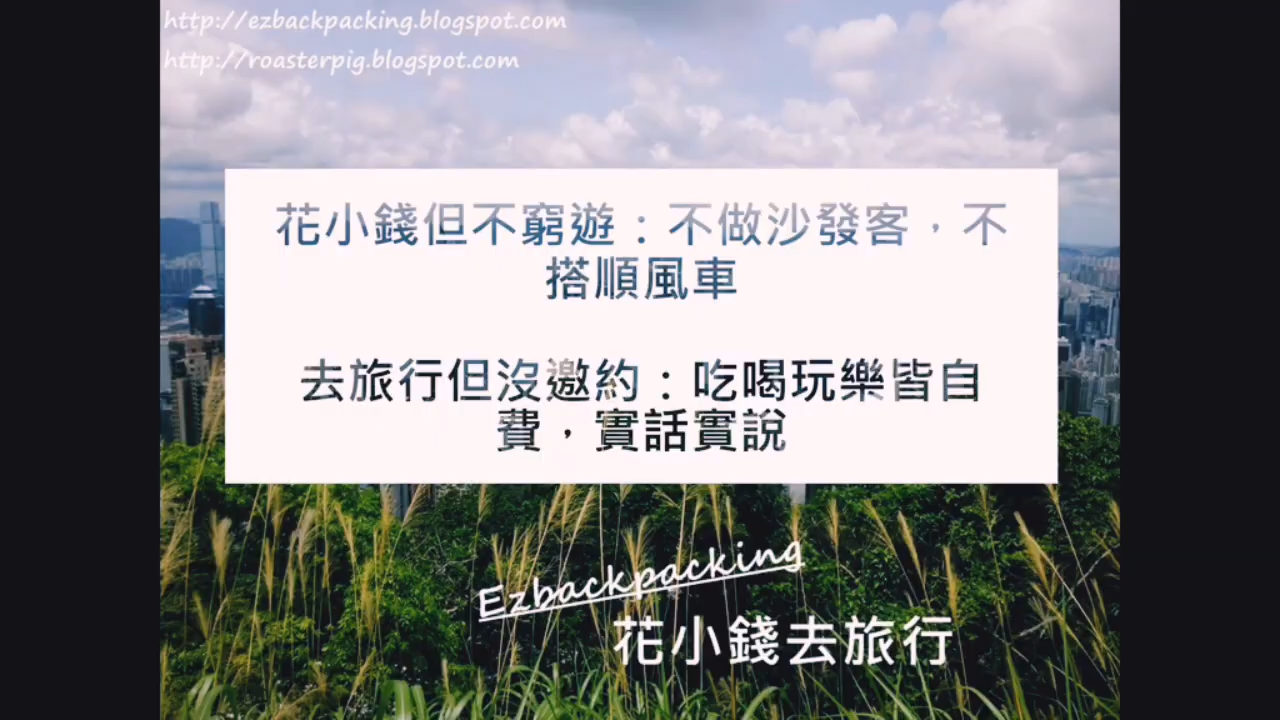 http://ezbackpacking.blogspot.com
http://roasterpig.blogspot.com
花小錢但不窮遊：不做沙發客，不
搭順風車
去旅行但沒邀約：吃喝玩樂皆自
費，實話實說
Ezbackpacking
花小錢去旅行